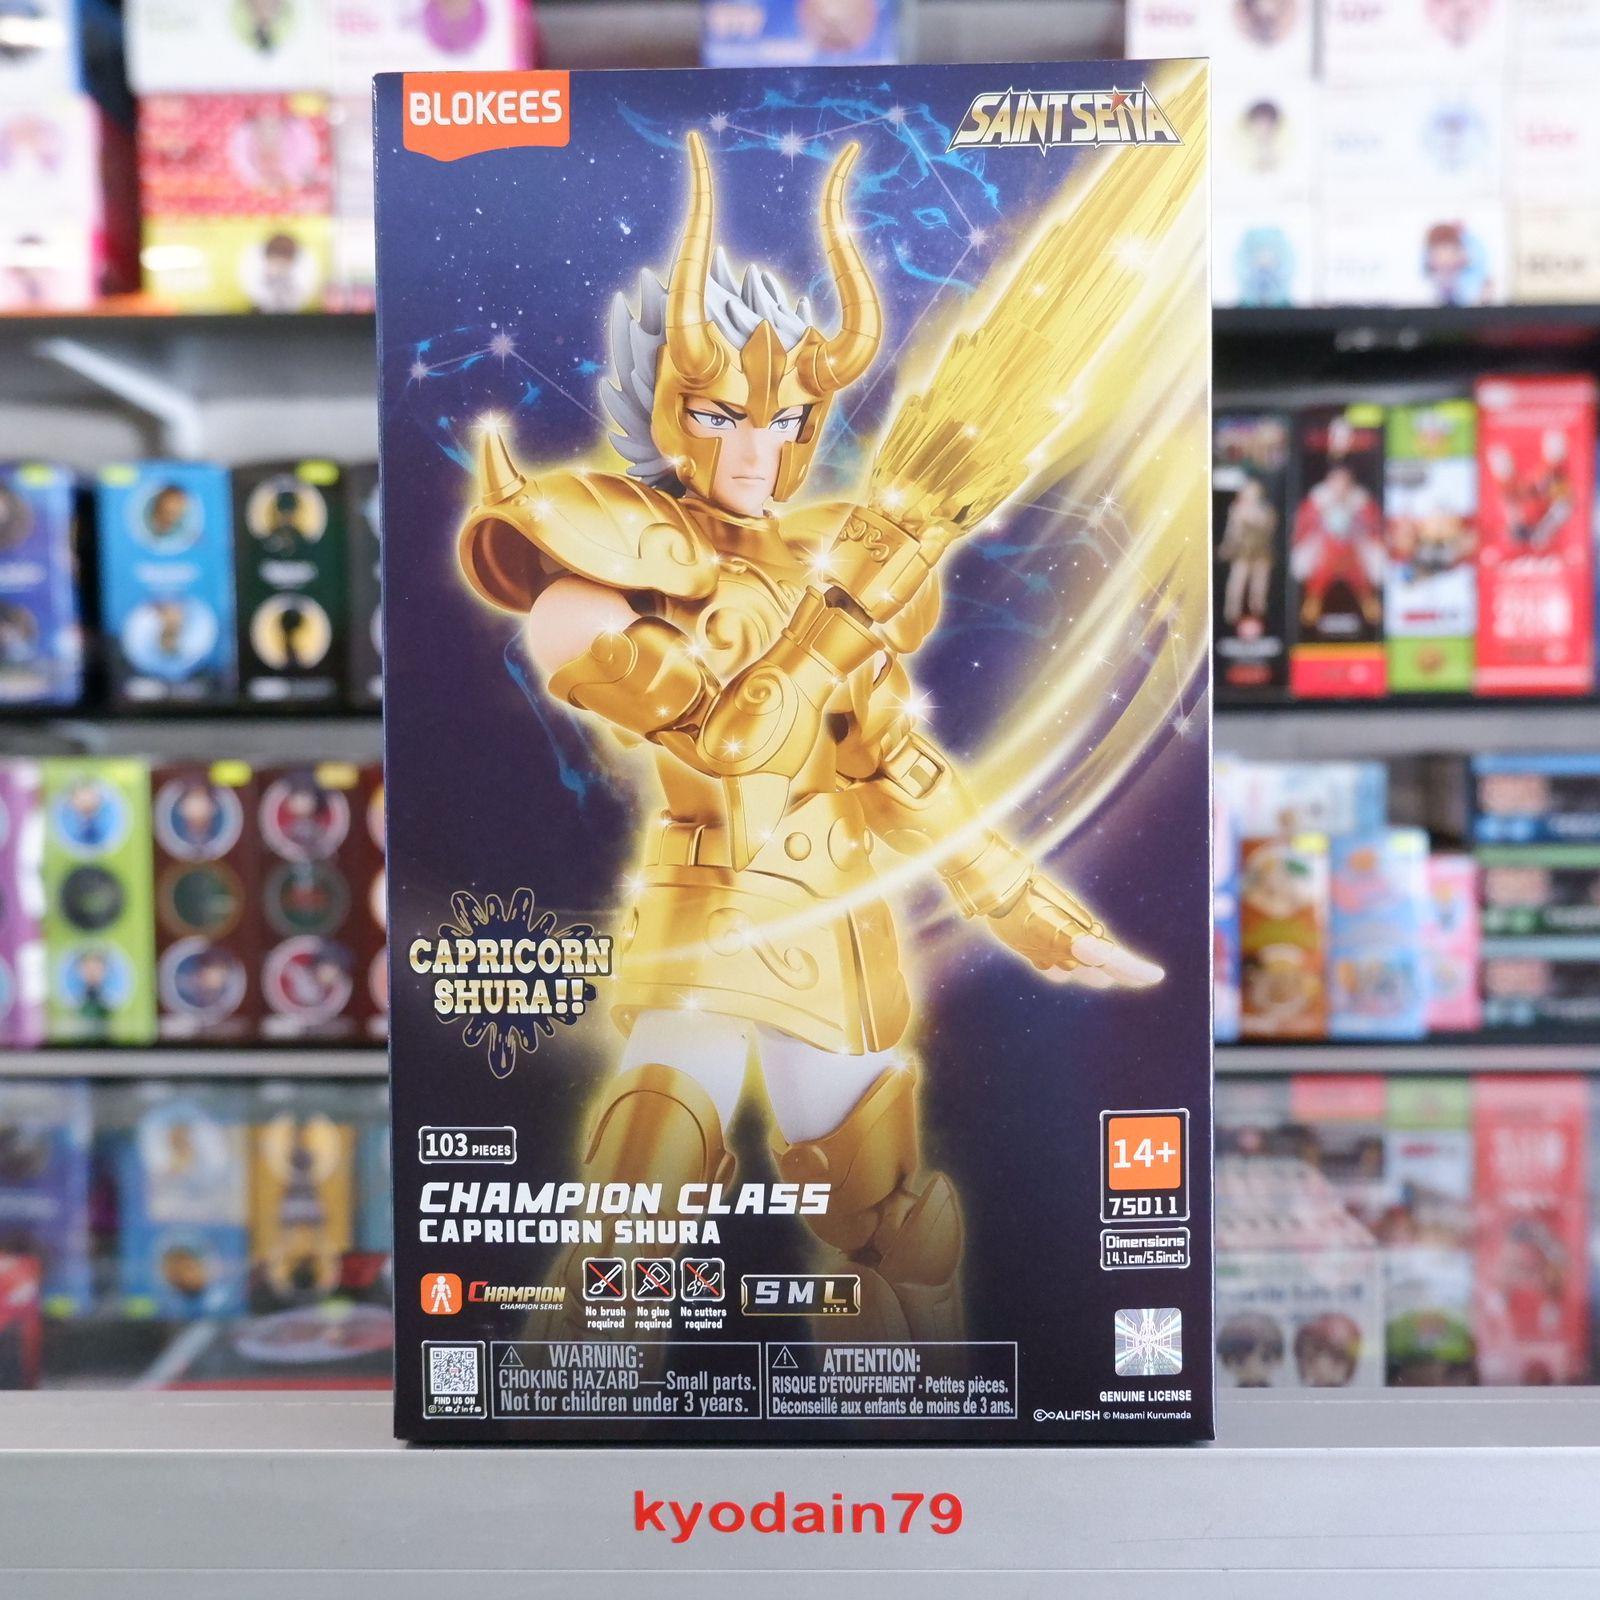 BLOKEES
SAINT SEIYA
CAPRICORN
SHURA!!
103 PIECES
CHAMPION CLASS
CAPRICORN SHURA
14+
75011
Dimensions
14.1cm/5.6inch
CHAMPION
CHAMPION SERIES
No brush
required
No glue
required
No cutters
required
S M L
SIZE
FIND US ON
WARNING:
CHOKING HAZARD—Small parts.
Not for children under 3 years.
ATTENTION:
RISQUE D'ÉTOUFFEMENT - Petites pièces.
Déconseillé aux enfants de moins de 3 ans.
GENUINE LICENSE
ALIFISH © Masami Kurumada
kyodain79